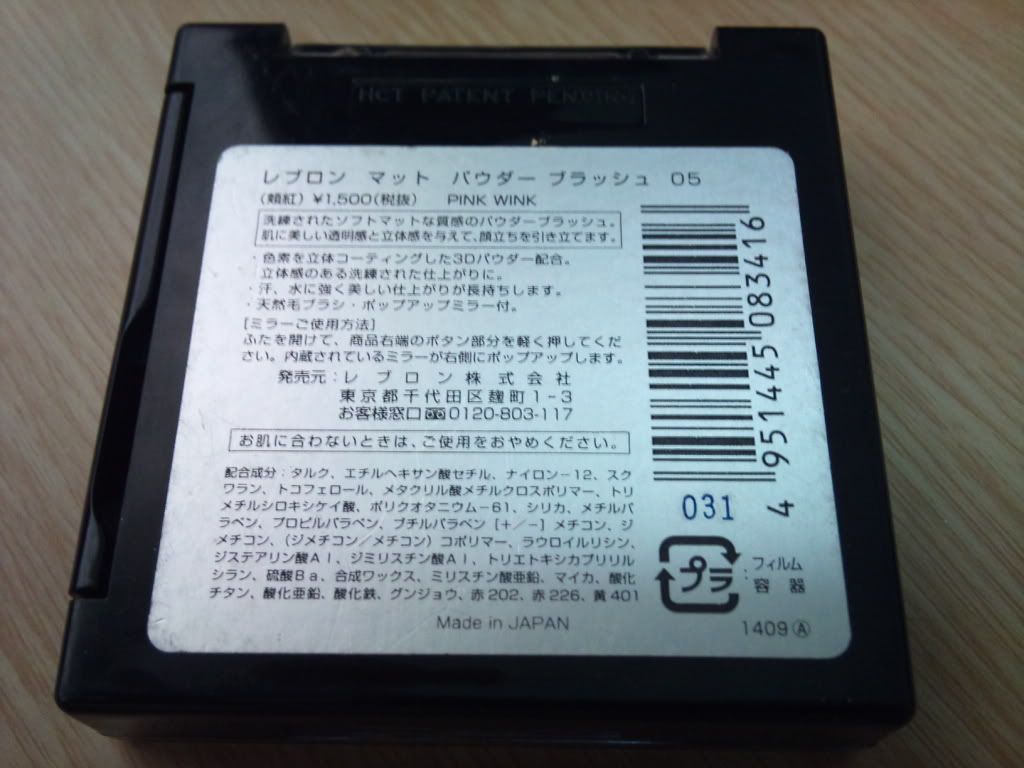 HCT PATENT PENDING
レブロン マット パウダー ブラッシュ 05
(頬紅) ¥1,500(税抜) PINK WINK
洗練されたソフトマットな質感のパウダーブラッシュ。
肌に美しい透明感と立体感を与えて、顔立ちを引き立てます。
・色素を立体コーティングした3Dパウダー配合。
立体感のある洗練された仕上がりに。
・汗、水に強く美しい仕上がりが長持ちします。
・天然毛ブラシ・ポップアップミラー付。
[ミラーご使用方法]
ふたを開けて、商品右端のボタン部分を軽く押してくだ
さい。内蔵されているミラーが右側にポップアップします。
発売元：レブロン株式会社
東京都千代田区麹町1-3
お客様窓口 0120-803-117
お肌に合わないときは、ご使用をおやめください。
配合成分：タルク、エチルヘキサン酸セチル、ナイロン-12、スク
ワラン、トコフェロール、メタクリル酸メチルクロスポリマー、トリ
メチルシロキシケイ酸、ポリクオタニウム-61、シリカ、メチルパ
ラベン、プロピルパラベン、ブチルパラベン [+/-] メチコン、ジ
メチコン、(ジメチコン/メチコン) コポリマー、ラウロイルリシン、
ジステアリン酸Al、ジミリスチン酸Al、トリエトキシカプリリル
シラン、硫酸Ba、合成ワックス、ミリスチン酸亜鉛、マイカ、酸化
チタン、酸化亜鉛、酸化鉄、グンジョウ、赤202、赤226、黄401
Made in JAPAN
4 951445 083416
031
プラ
：フィルム
容器
1409 Ⓐ